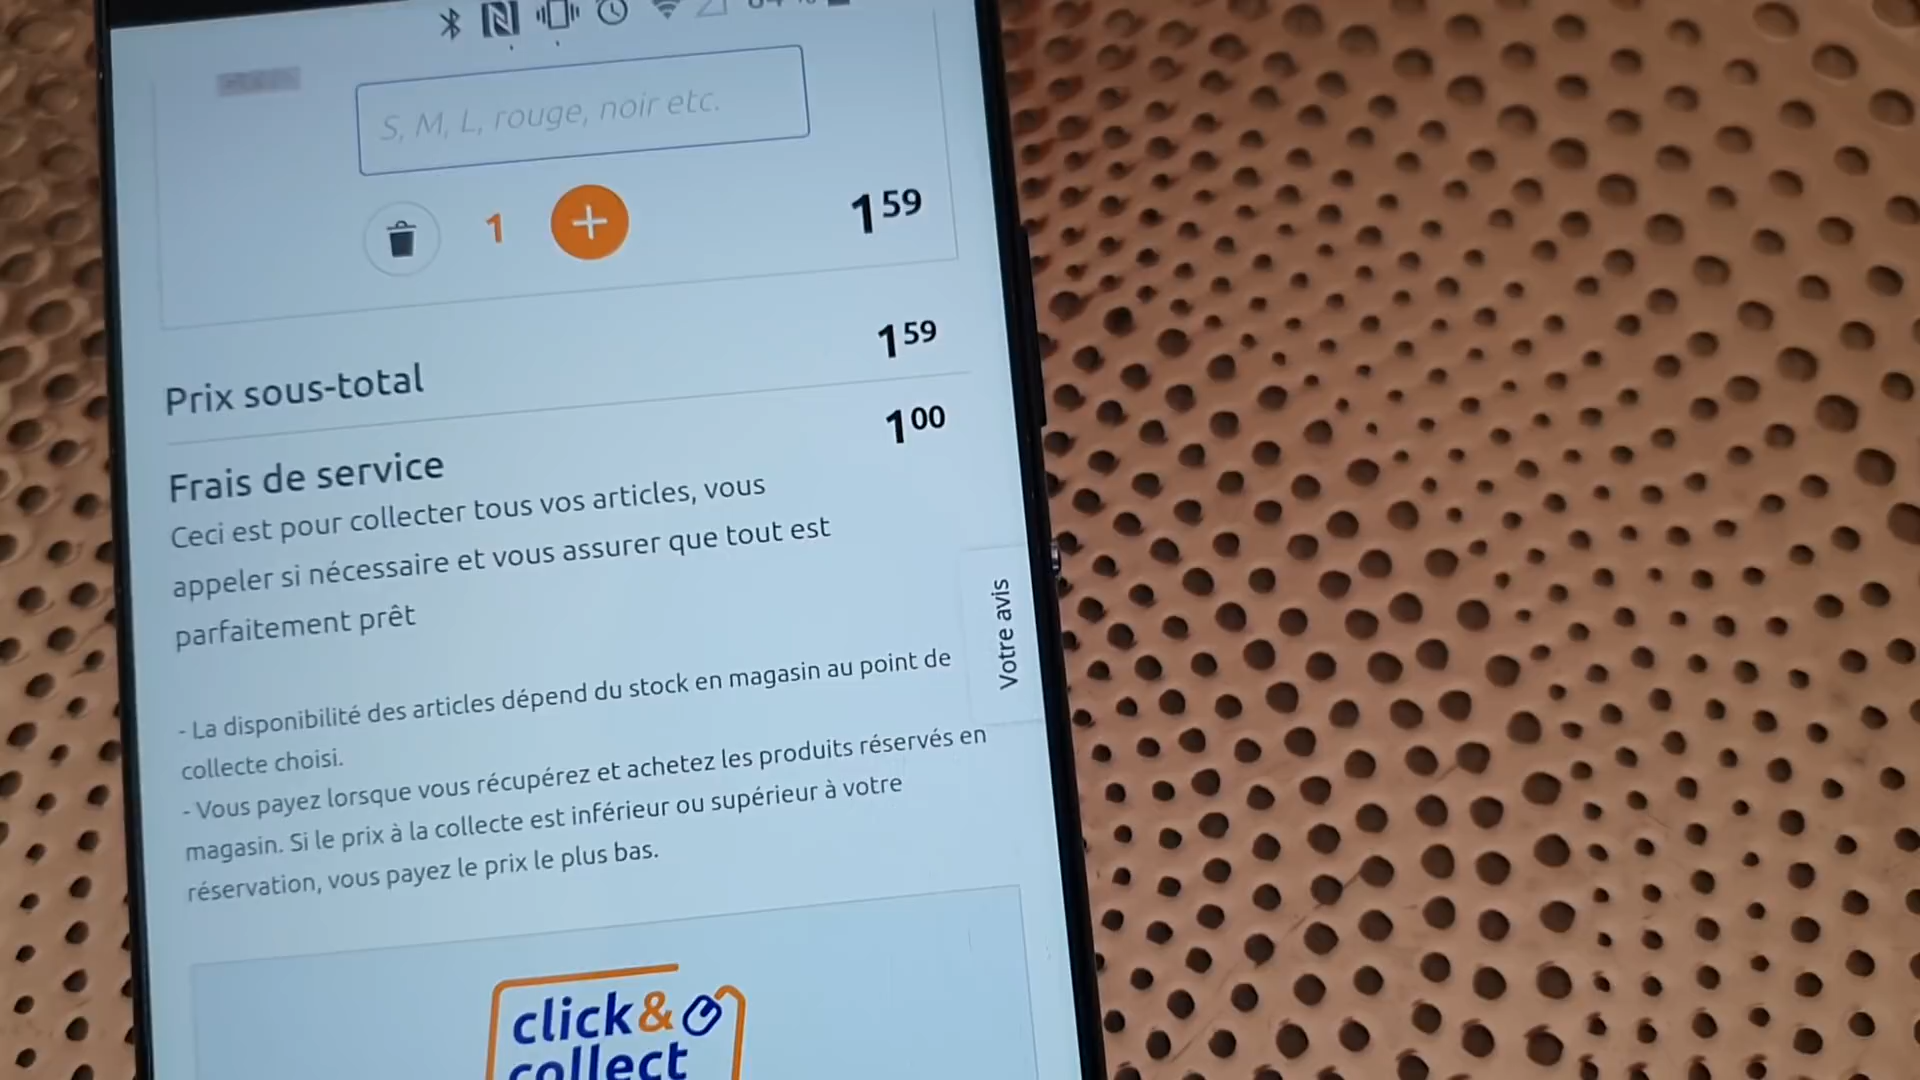 S, M, L, rouge, noir etc.
1
1 59
1 59
Prix sous-total
1 00
Frais de service
Ceci est pour collecter tous vos articles, vous
appeler si nécessaire et vous assurer que tout est
parfaitement prêt
Votre avis
- La disponibilité des articles dépend du stock en magasin au point de
collecte choisi.
- Vous payez lorsque vous récupérez et achetez les produits réservés en
magasin. Si le prix à la collecte est inférieur ou supérieur à votre
réservation, vous payez le prix le plus bas.
click&
collect